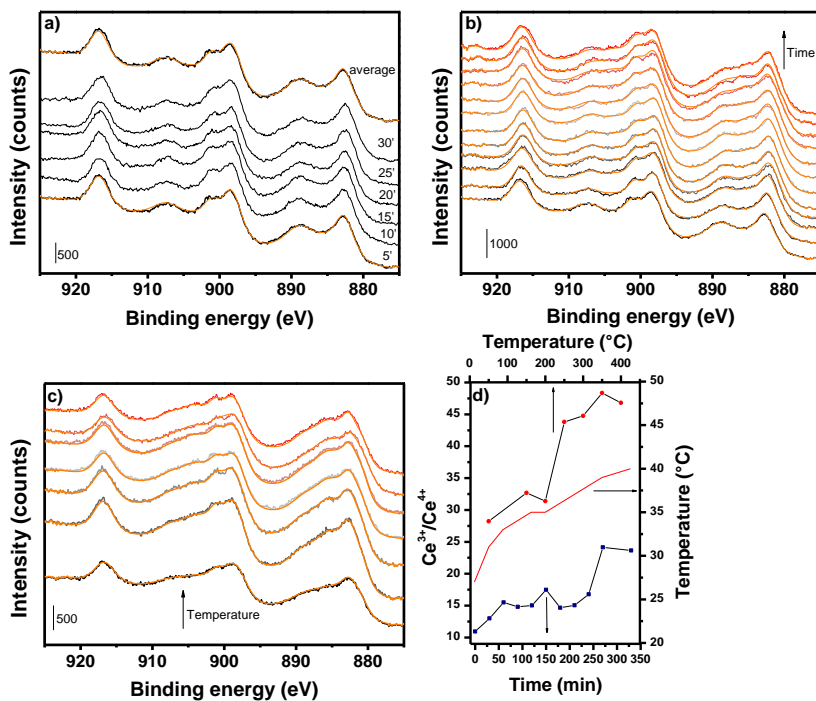 a)
average
30'
25'
20'
15'
10'
5'
500
Intensity (counts)
920 910 900 890 880
Binding energy (eV)
b)
Time
1000
Intensity (counts)
920 910 900 890 880
Binding energy (eV)
c)
Temperature
500
Intensity (counts)
920 910 900 890 880
Binding energy (eV)
Temperature (°C)
0 100 200 300 400
d)
50
45
40
35
30
25
20
15
10
Ce³⁺/Ce⁴⁺
50
40
35
30
25
20
Temperature (°C)
0 50 100 150 200 250 300 350
Time (min)